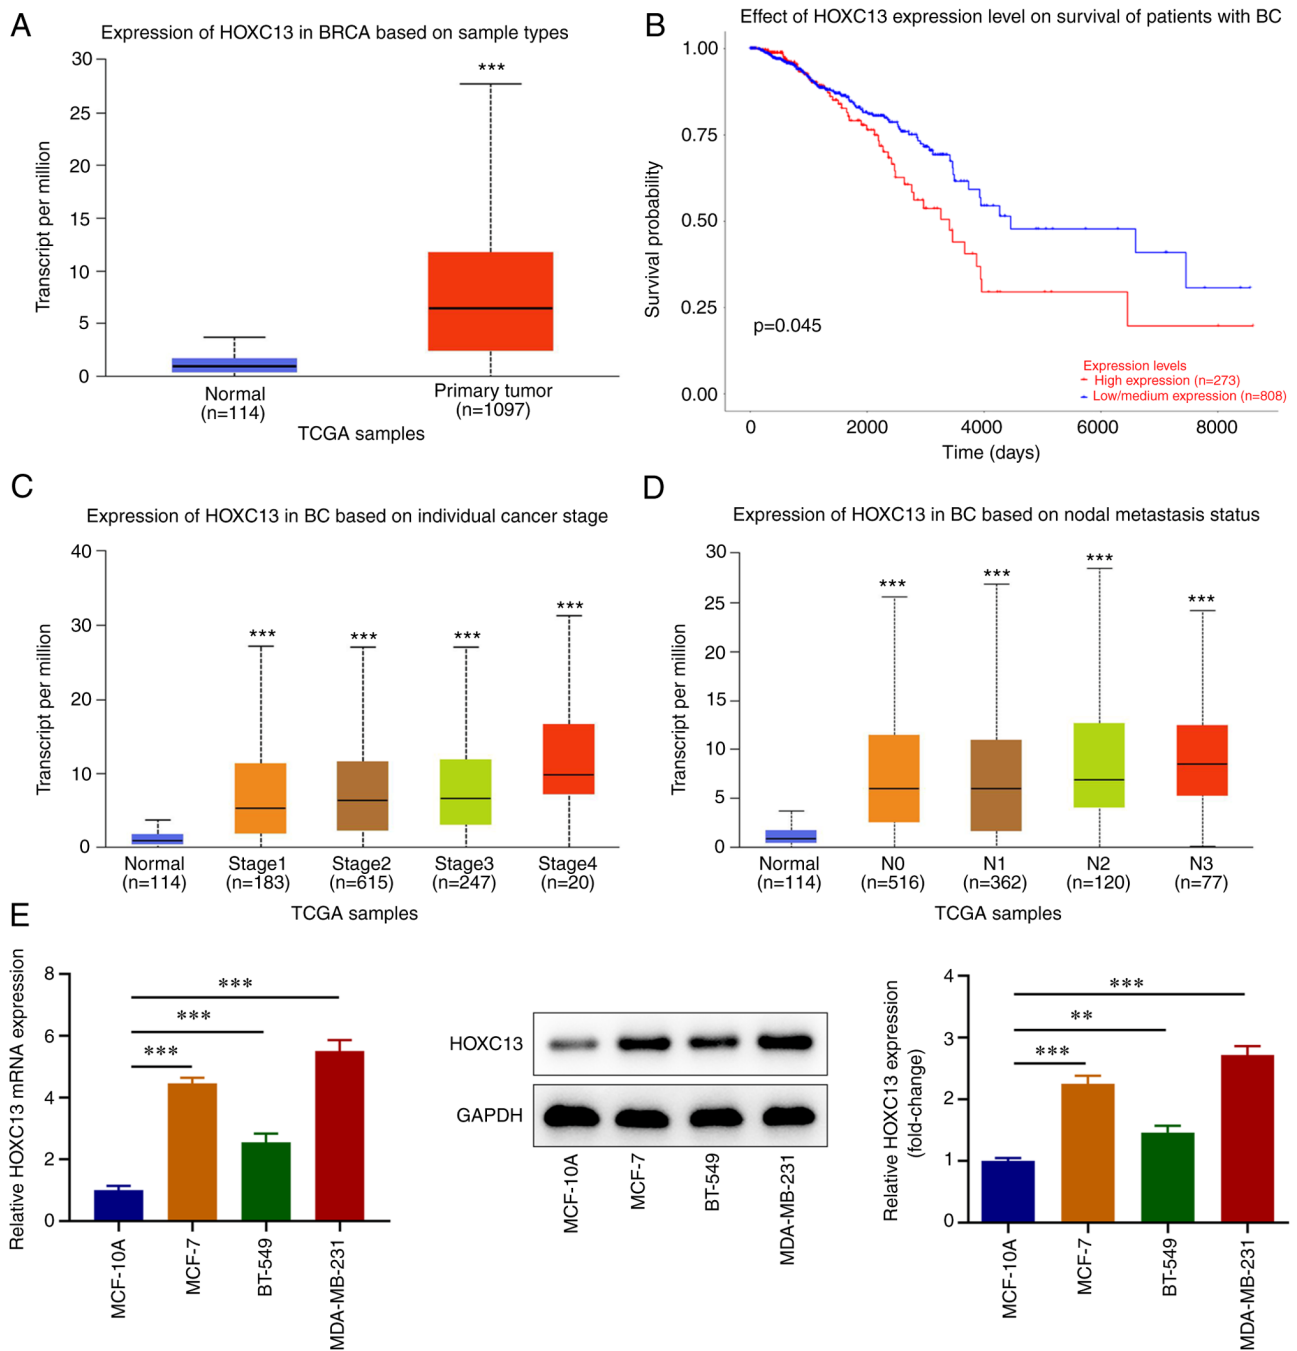 A
Expression of HOXC13 in BRCA based on sample types
Transcript per million
30
25
20
15
10
5
0
***
Normal
(n=114)
Primary tumor
(n=1097)
TCGA samples
B
Effect of HOXC13 expression level on survival of patients with BC
Survival probability
1.00
0.75
0.50
0.25
0.00
p=0.045
Expression levels
High expression (n=273)
Low/medium expression (n=808)
0 2000 4000 6000 8000
Time (days)
C
Expression of HOXC13 in BC based on individual cancer stage
Transcript per million
40
30
20
10
0
*** *** *** ***
Normal Stage1 Stage2 Stage3 Stage4
(n=114) (n=183) (n=615) (n=247) (n=20)
TCGA samples
D
Expression of HOXC13 in BC based on nodal metastasis status
Transcript per million
30
25
20
15
10
5
0
*** *** *** ***
Normal N0 N1 N2 N3
(n=114) (n=516) (n=362) (n=120) (n=77)
TCGA samples
E
Relative HOXC13 mRNA expression
8
6
4
2
0
***
***
***
MCF-10A
MCF-7
BT-549
MDA-MB-231
HOXC13
GAPDH
MCF-10A
MCF-7
BT-549
MDA-MB-231
Relative HOXC13 expression
(fold-change)
4
3
2
1
0
***
**
***
MCF-10A
MCF-7
BT-549
MDA-MB-231